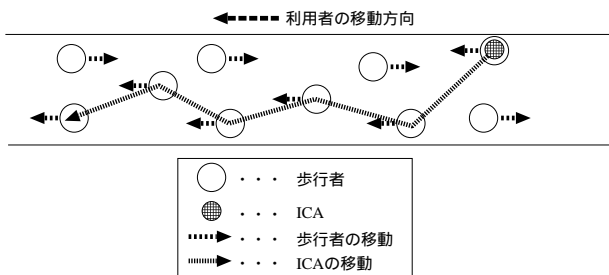 利用者の移動方向
・ ・ ・ 歩行者
・ ・ ・ ICA
・ ・ ・ 歩行者の移動
・ ・ ・ ICAの移動